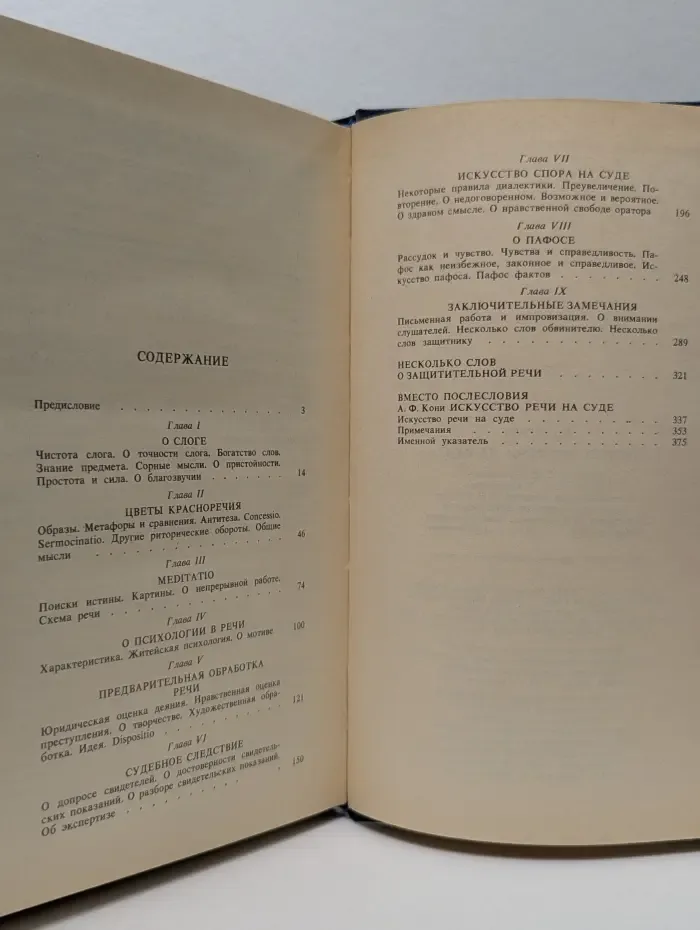 СОДЕРЖАНИЕ
Предисловие . . . . . . . . . . . . . . 3
Глава I
О СЛОГЕ
Чистота слога. О точности слога. Богатство слов.
Знание предмета. Сорные мысли. О пристойности.
Простота и сила. О благозвучии . . . . . . . 14
Глава II
ЦВЕТЫ КРАСНОРЕЧИЯ
Образы. Метафоры и сравнения. Антитеза. Concessio.
Sermocinatio. Другие риторические обороты. Общие
мысли . . . . . . . . . . . . . . 46
Глава III
MEDITATIO
Поиски истины. Картины. О непрерывной работе.
Схема речи . . . . . . . . . . . . . 74
Глава IV
О ПСИХОЛОГИИ В РЕЧИ
Характеристика. Житейская психология. О мотиве 100
Глава V
ПРЕДВАРИТЕЛЬНАЯ ОБРАБОТКА
РЕЧИ
Юридическая оценка деяния. Нравственная оценка
преступления. О творчестве. Художественная обра-
ботка. Идея. Dispositio . . . . . . . . . 121
Глава VI
СУДЕБНОЕ СЛЕДСТВИЕ
О допросе свидетелей. О достоверности свидетель-
ских показаний. О разборе свидетельских показаний.
Об экспертизе . . . . . . . . . . . 150
Глава VII
ИСКУССТВО СПОРА НА СУДЕ
Некоторые правила диалектики. Преувеличение. По-
вторение. О недоговоренном. Возможное и вероятное.
О здравом смысле. О нравственной свободе оратора 196
Глава VIII
О ПАФОСЕ
Рассудок и чувство. Чувства и справедливость. Па-
фос как неизбежное, законное и справедливое. Ис-
кусство пафоса. Пафос фактов . . . . . . . . 248
Глава IX
ЗАКЛЮЧИТЕЛЬНЫЕ ЗАМЕЧАНИЯ
Письменная работа и импровизация. О внимании
слушателей. Несколько слов обвинителю. Несколько
слов защитнику . . . . . . . . . . . . . 289
НЕСКОЛЬКО СЛОВ
О ЗАЩИТИТЕЛЬНОЙ РЕЧИ . . . . . . . . 321
ВМЕСТО ПОСЛЕСЛОВИЯ
А. Ф. Кони ИСКУССТВО РЕЧИ НА СУДЕ
Искусство речи на суде . . . . . . . . . . 337
Примечания . . . . . . . . . . . . . . 353
Именной указатель . . . . . . . . . . . . 375